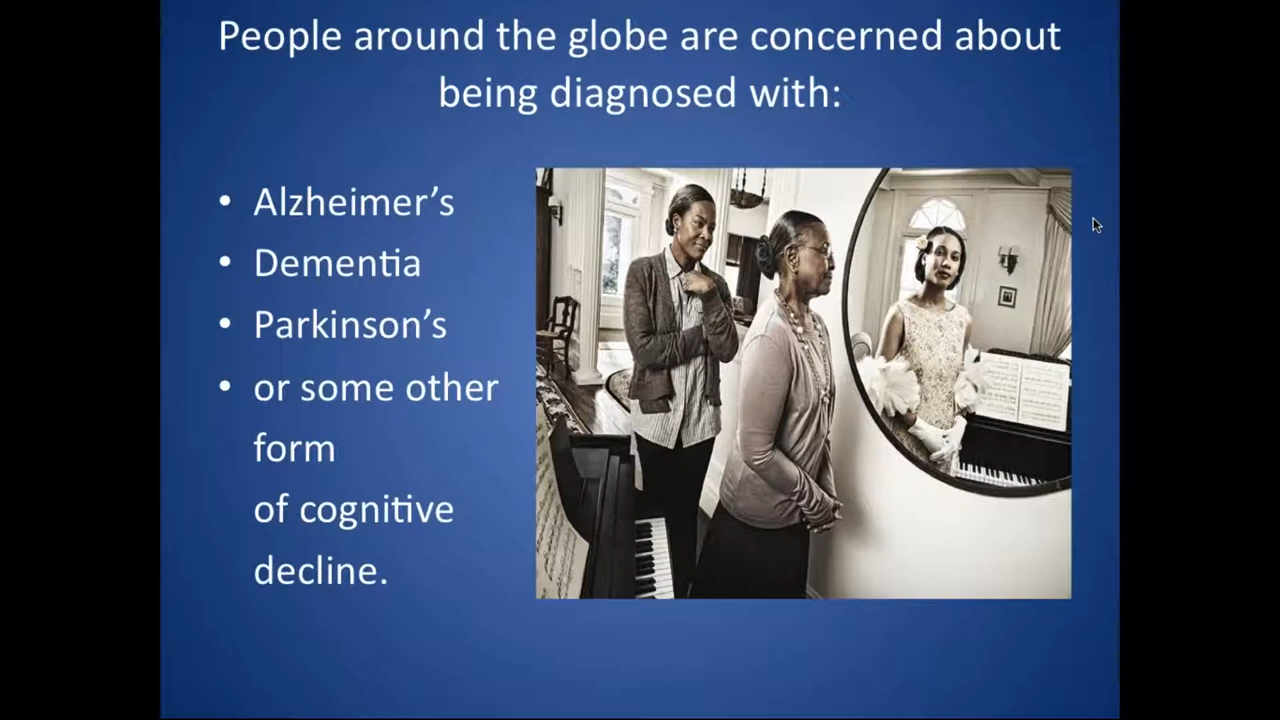 People around the globe are concerned about
being diagnosed with:
• Alzheimer’s
• Dementia
• Parkinson’s
• or some other
form
of cognitive
decline.